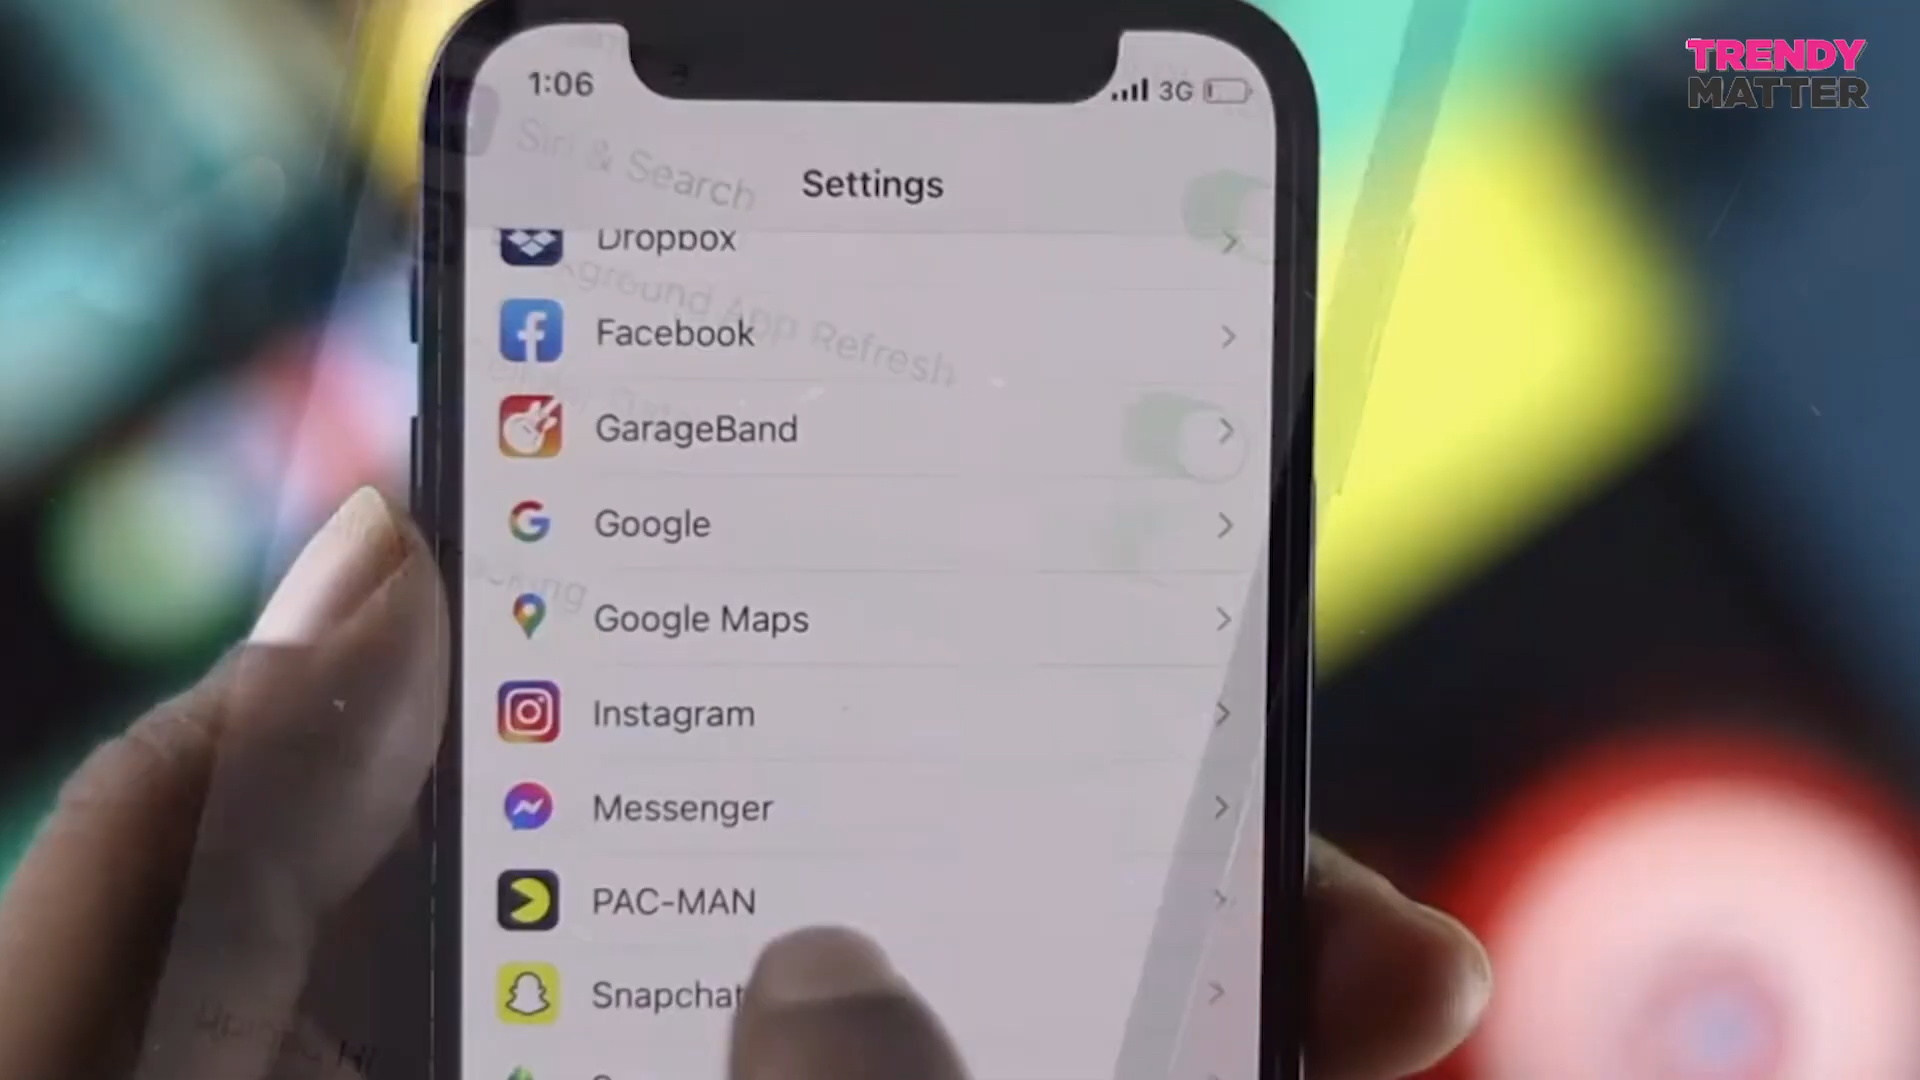 TRENDY
MATTER
1:06
3G
Settings
Siri & Search
Dropbox
Background App Refresh
Facebook
GarageBand
Google
Google Maps
Instagram
Messenger
PAC-MAN
Snapchat